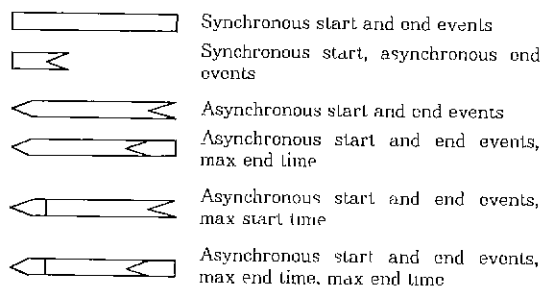 Synchronous start and end events
Synchronous start, asynchronous end
events
Asynchronous start and end events
Asynchronous start and end events,
max end time
Asynchronous start and end events,
max start time
Asynchronous start and end events,
max end time, max end time